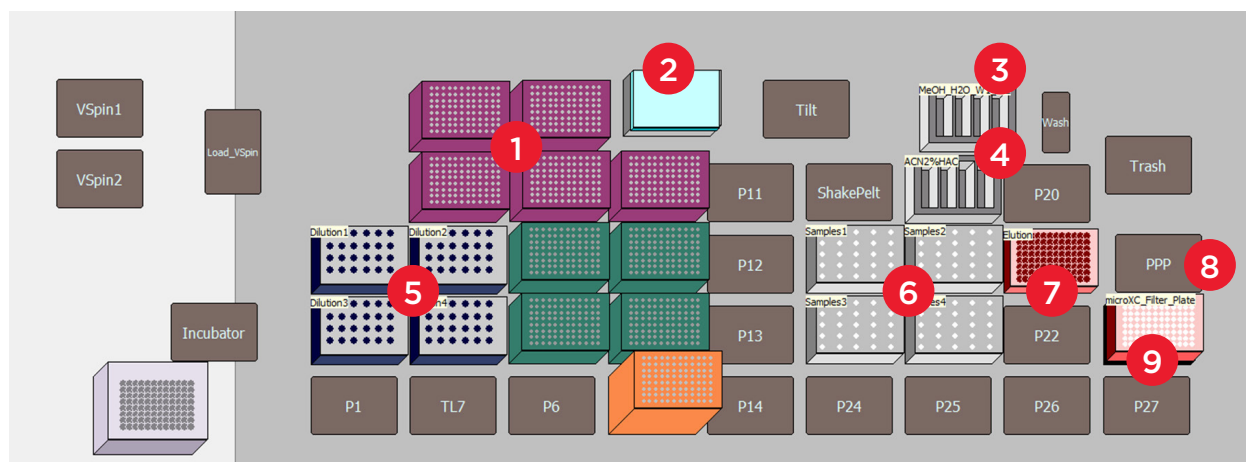 3
2
MeOH_H2O_W
VSpin1
Tilt
Wash
1
Load_VSpin
4
ACN2%HAC
Trash
VSpin2
P11
ShakePelt
P20
Dilution1
Dilution2
Samples1
Samples2
Elution
P12
PPP
8
5
6
7
Dilution3
4
Samples3
es4
microXC_Filter_Plate
Incubator
P13
P22
9
P1
TL7
P6
P14
P24
P25
P26
P27